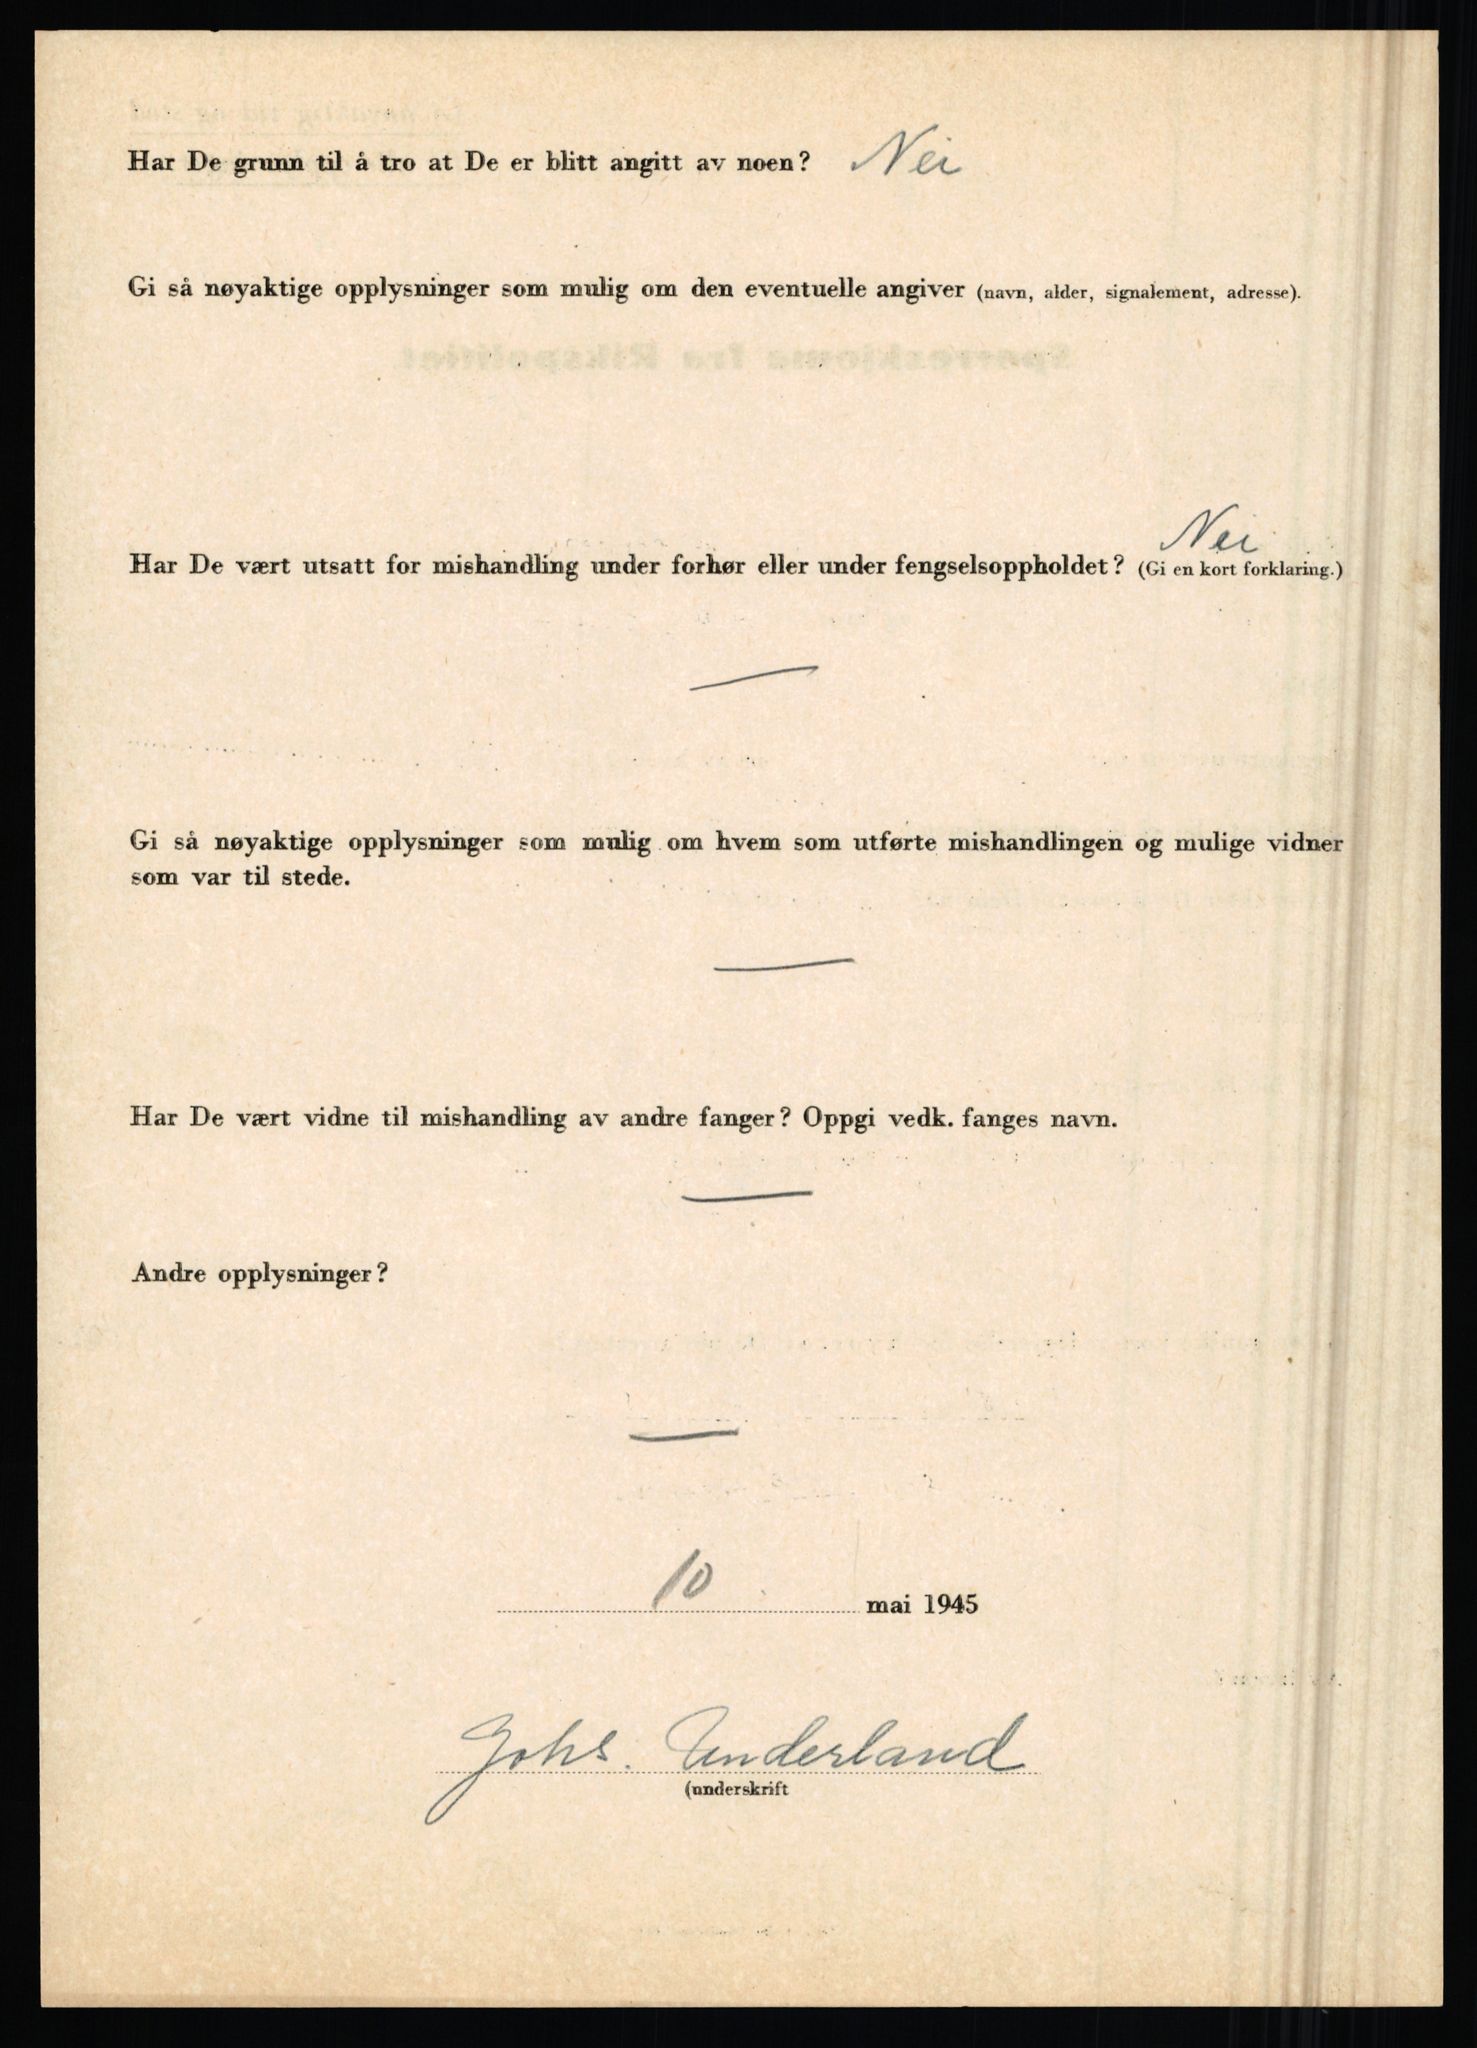 Har De grunn til å tro at De er blitt angitt av noen? Nei
Gi så nøyaktige opplysninger som mulig om den eventuelle angiver (navn, alder, signalement, adresse).
Nei
Har De vært utsatt for mishandling under forhør eller under fengselsoppholdet? (Gi en kort forklaring.)
Gi så nøyaktige opplysninger som mulig om hvem som utførte mishandlingen og mulige vidner
som var til stede.
Har De vært vidne til mishandling av andre fanger? Oppgi vedk. fanges navn.
Andre opplysninger?
10 mai 1945
Johs. Underland
(underskrift